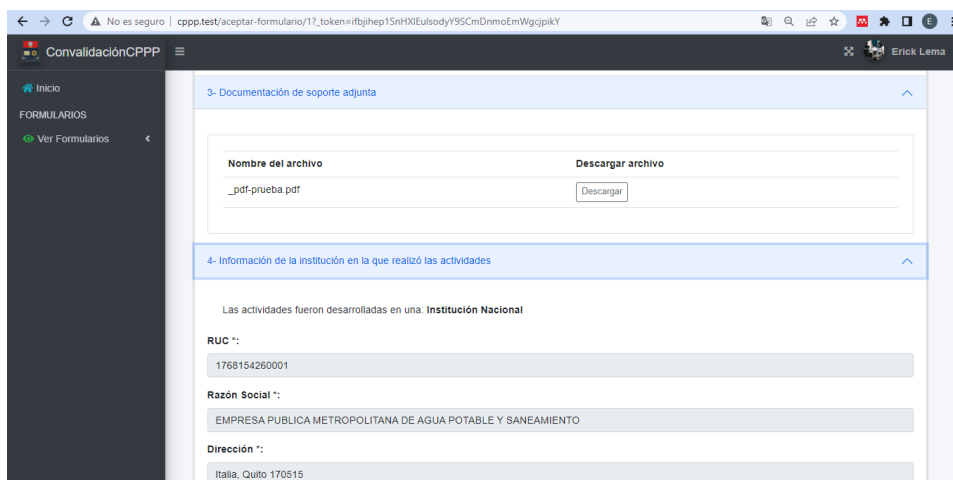 No es seguro | cppp.test/aceptar-formulario/1?_token=ifbjihep1SnHXIEulsodyY9SCmDnmoEmWgcjpikY
E
ConvalidaciónCPPP
Erick Lema
Inicio
FORMULARIOS
Ver Formularios
3- Documentación de soporte adjunta
Nombre del archivo Descargar archivo
_pdf-prueba.pdf Descargar
4- Información de la institución en la que realizó las actividades
Las actividades fueron desarrolladas en una: Institución Nacional
RUC *:
1768154260001
Razón Social *:
EMPRESA PUBLICA METROPOLITANA DE AGUA POTABLE Y SANEAMIENTO
Dirección *:
Italia, Quito 170515